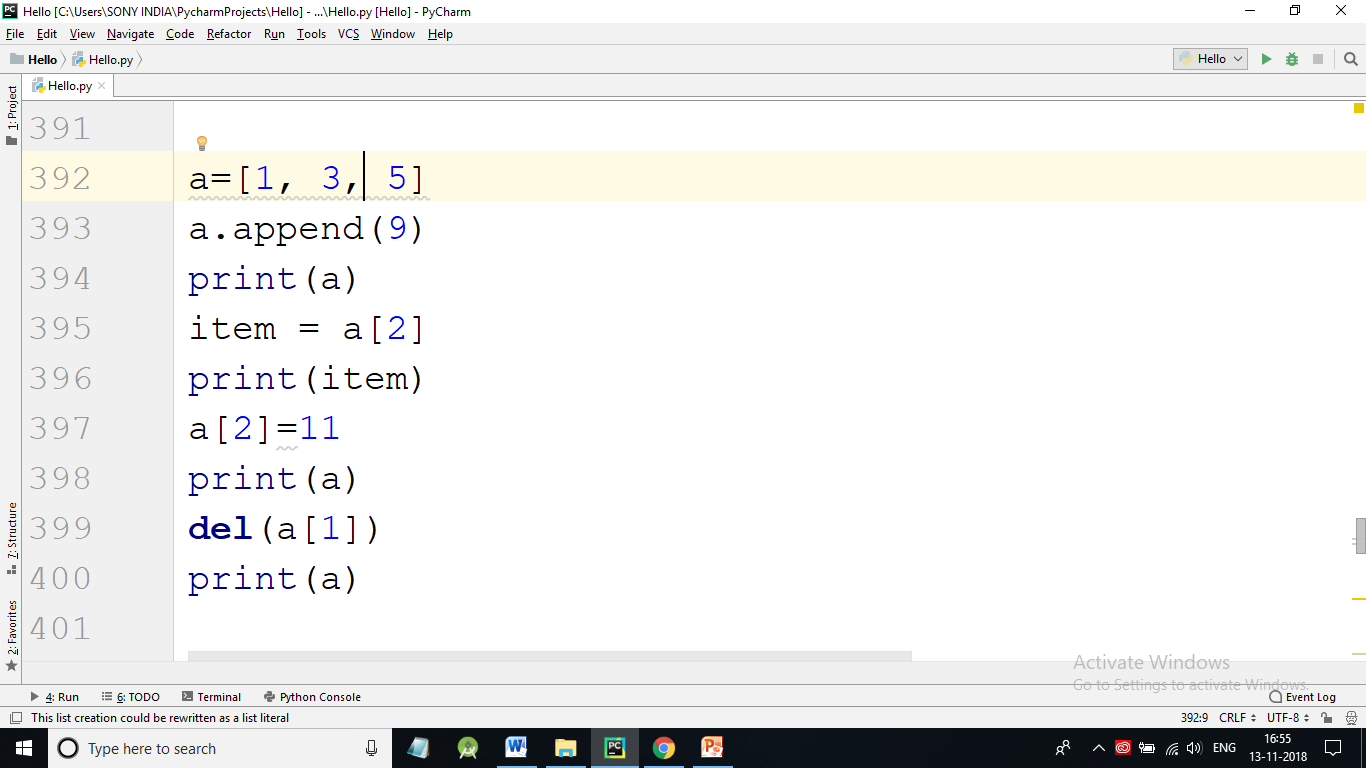 Hello [C:\Users\SONY INDIA\PycharmProjects\Hello] - ...\Hello.py [Hello] - PyCharm
File Edit View Navigate Code Refactor Run Tools VCS Window Help
Hello Hello.py Hello
Hello.py
1: Project
7: Structure
2: Favorites
391
392 a=[1, 3, 5]
393 a.append(9)
394 print(a)
395 item = a[2]
396 print(item)
397 a[2]=11
398 print(a)
399 del(a[1])
400 print(a)
401
Activate Windows
Go to Settings to activate Windows.
4: Run 6: TODO Terminal Python Console Event Log
This list creation could be rewritten as a list literal 392:9 CRLF UTF-8
Type here to search ENG 16:55
13-11-2018